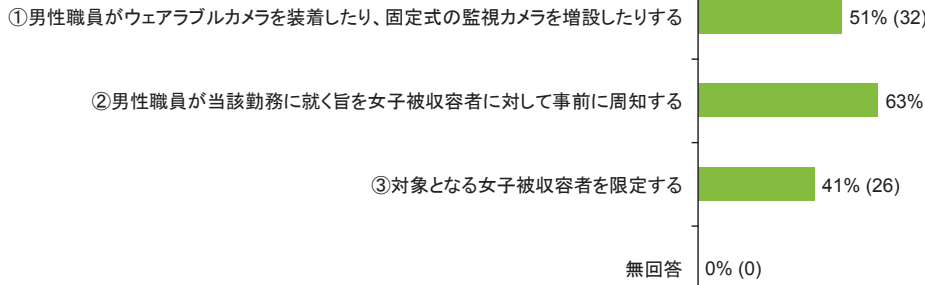 ①男性職員がウェアラブルカメラを装着したり、固定式の監視カメラを増設したりする 51% (32)
②男性職員が当該勤務に就く旨を女子被収容者に対して事前に周知する 63%
③対象となる女子被収容者を限定する 41% (26)
無回答 0% (0)